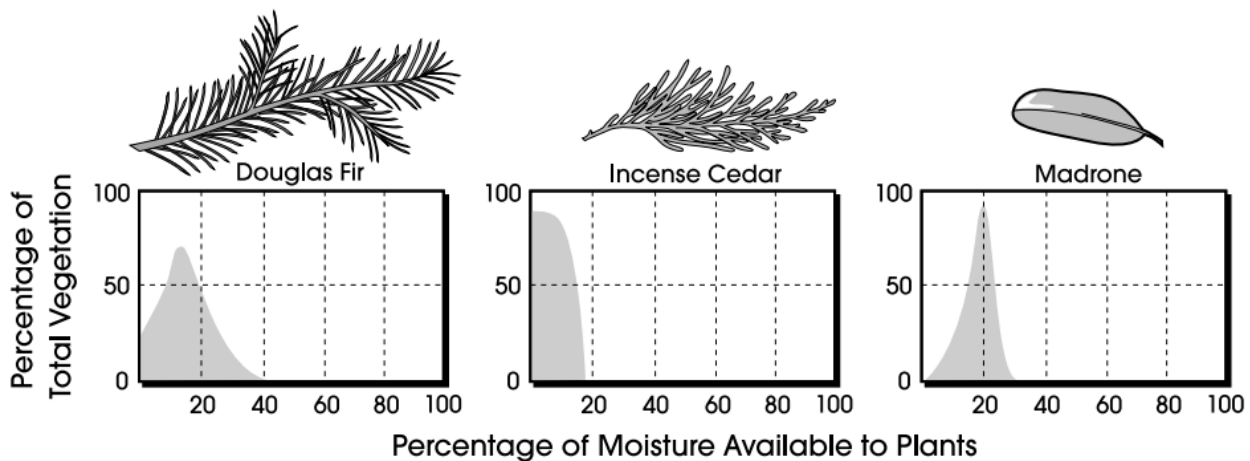 Douglas Fir
Incense Cedar
Madrone
Percentage of
Total Vegetation
100
50
0
20 40 60 80 100
100
50
0
20 40 60 80 100
100
50
0
20 40 60 80 100
Percentage of Moisture Available to Plants